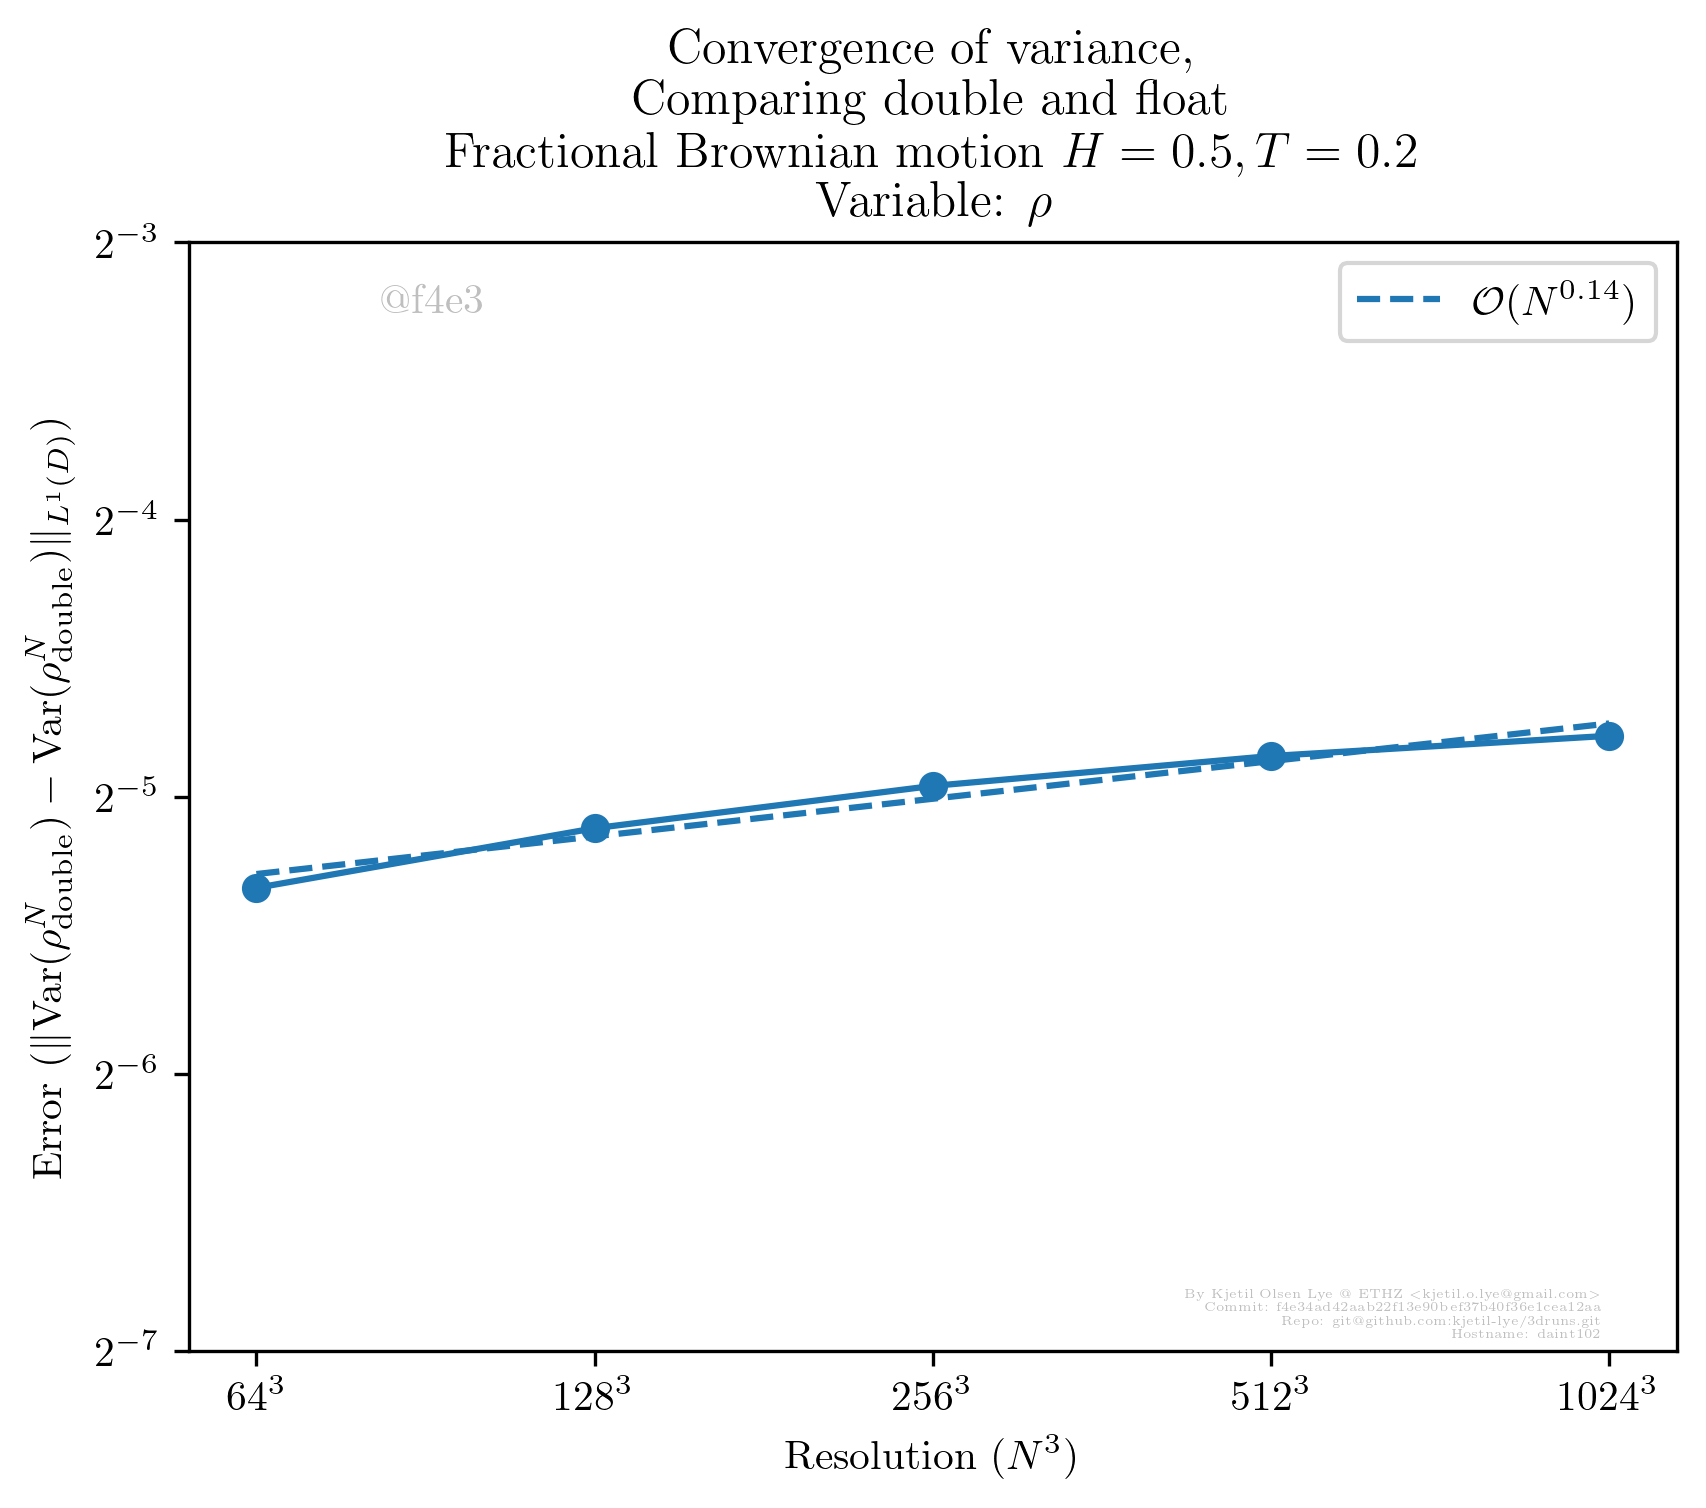 Convergence of variance,
Comparing double and float
Fractional Brownian motion H = 0.5, T = 0.2
Variable: ρ
@f4e3
O(N^0.14)
2^−3
2^−4
2^−5
2^−6
2^−7
Error (||Var(ρ^N_double) − Var(ρ^N_double)||_L^1(D))
64^3
128^3
256^3
512^3
1024^3
Resolution (N^3)
By Kjetil Olsen Lye @ ETHZ <kjetil.o.lye@gmail.com>
Commit: f4e34ad42aab22f13e90bef37b40f36e1cea12aa
Repo: git@github.com:kjetil-lye/3druns.git
Hostname: daint102